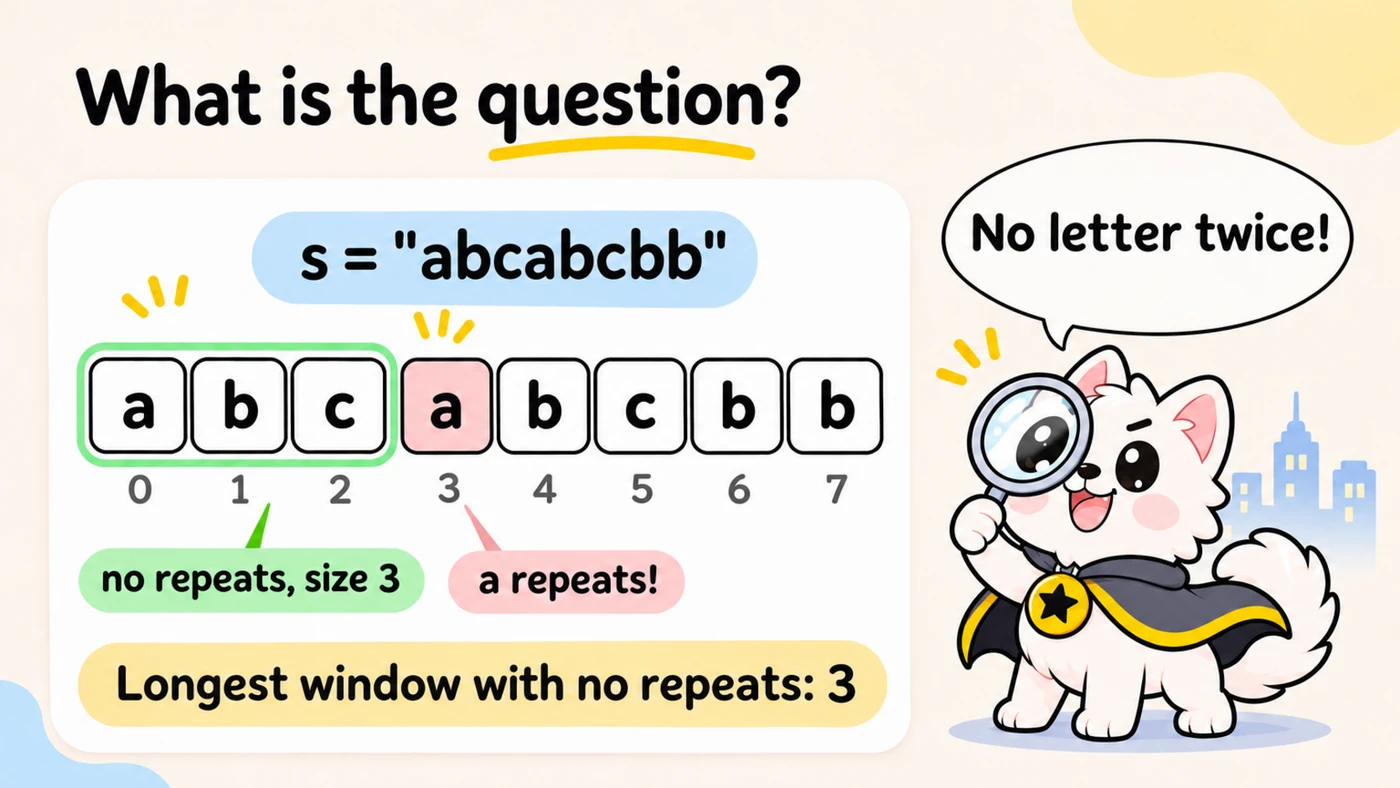 What is the question?
s = "abcabcbb"
No letter twice!
a b c a b c b b
0 1 2 3 4 5 6 7
no repeats, size 3
a repeats!
Longest window with no repeats: 3